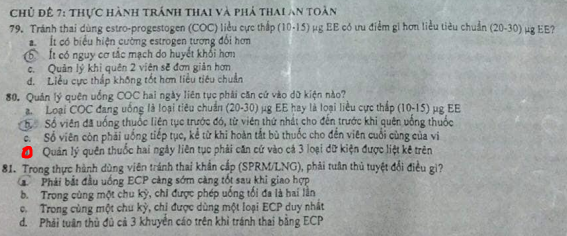 CHỦ ĐỀ 7: THỰC HÀNH TRÁNH THAI VÀ PHÁ THAI AN TOÀN
79. Tránh thai dùng estro-progestogen (COC) liều cực thấp (10-15) µg EE có ưu điểm gì hơn liều tiêu chuẩn (20-30) µg EE?
a. Ít có biểu hiện cường estrogen tương đối hơn
b. Ít có nguy cơ tắc mạch do huyết khối hơn
c. Quản lý khi quên 2 viên sẽ đơn giản hơn
d. Liều cực thấp không tốt hơn liều tiêu chuẩn
80. Quản lý quên uống COC hai ngày liên tục phải căn cứ vào dữ kiện nào?
a. Loại COC đang uống là loại tiêu chuẩn (20-30) µg EE hay là loại liều cực thấp (10-15) µg EE
b. Số viên đã uống thuốc liên tục trước đó, từ viên thứ nhất cho đến trước khi quên uống thuốc
c. Số viên còn phải uống tiếp tục, kể từ khi hoàn tất bù thuốc cho đến viên cuối cùng của vỉ
d. Quản lý quên thuốc hai ngày liên tục phải căn cứ vào cả 3 loại dữ kiện được liệt kê trên
81. Trong thực hành dùng viên tránh thai khẩn cấp (SPRM/LNG), phải tuân thủ tuyệt đối điều gì?
a. Phải bắt đầu uống ECP càng sớm càng tốt sau khi giao hợp
b. Trong cùng một chu kỳ, chỉ được phép uống tối đa là hai lần
c. Trong cùng một chu kỳ, chỉ được dùng một loại ECP duy nhất
d. Phải tuân thủ đủ cả 3 khuyến cáo trên khi tránh thai bằng ECP